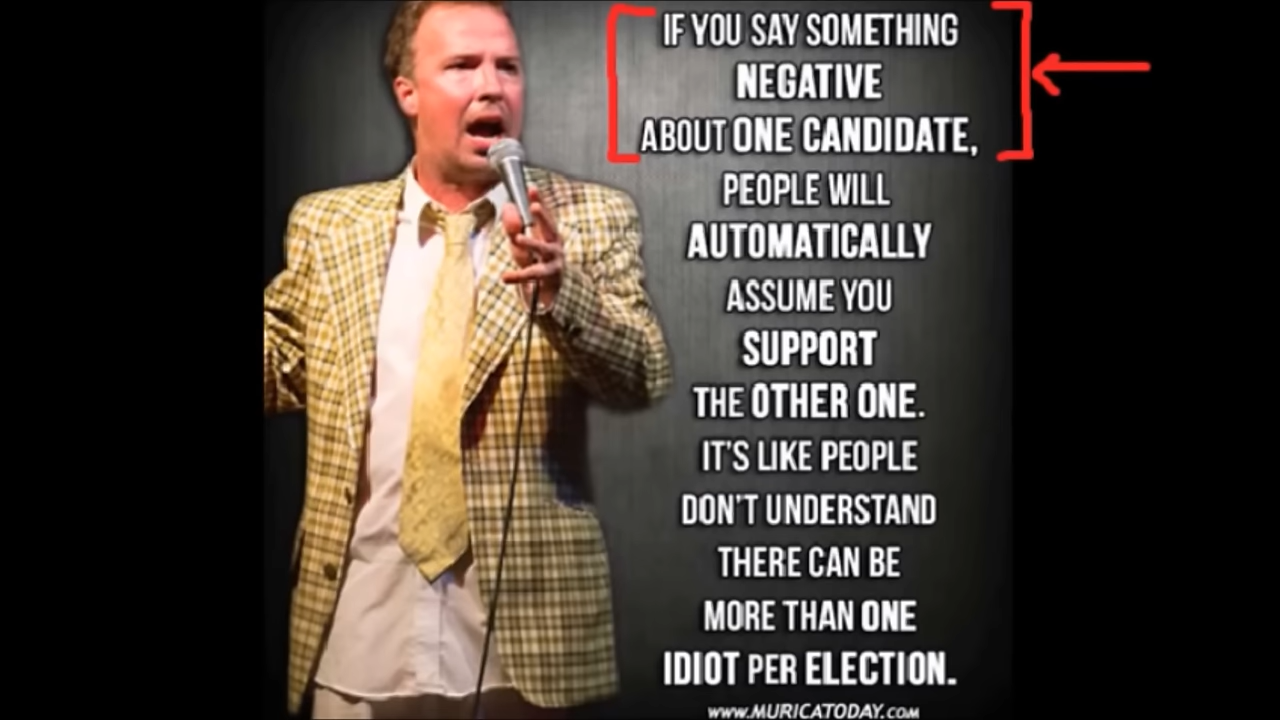 IF YOU SAY SOMETHING
NEGATIVE
ABOUT ONE CANDIDATE,
PEOPLE WILL
AUTOMATICALLY
ASSUME YOU
SUPPORT
THE OTHER ONE.
IT'S LIKE PEOPLE
DON'T UNDERSTAND
THERE CAN BE
MORE THAN ONE
IDIOT PER ELECTION.
WWW.MURICATODAY.COM